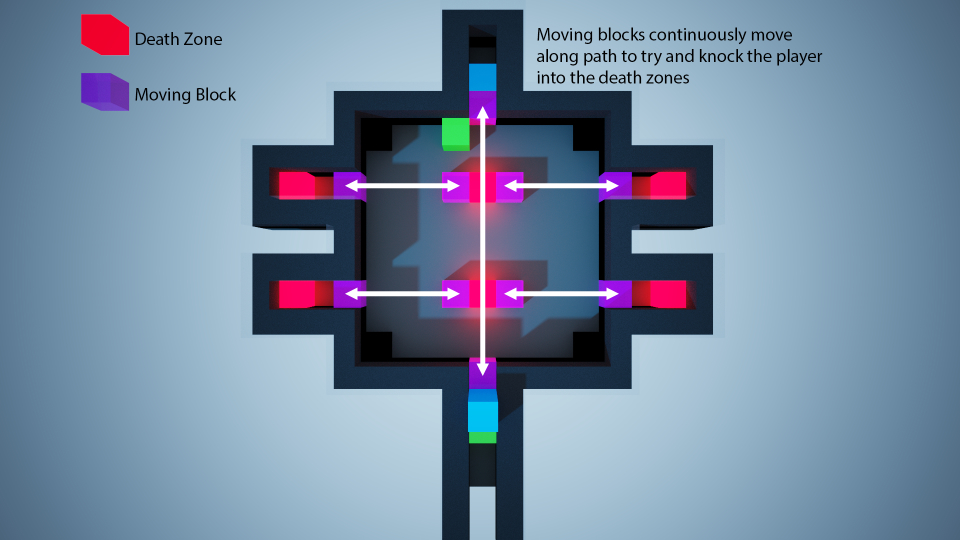 Death Zone
Moving Block
Moving blocks continuously move
along path to try and knock the player
into the death zones